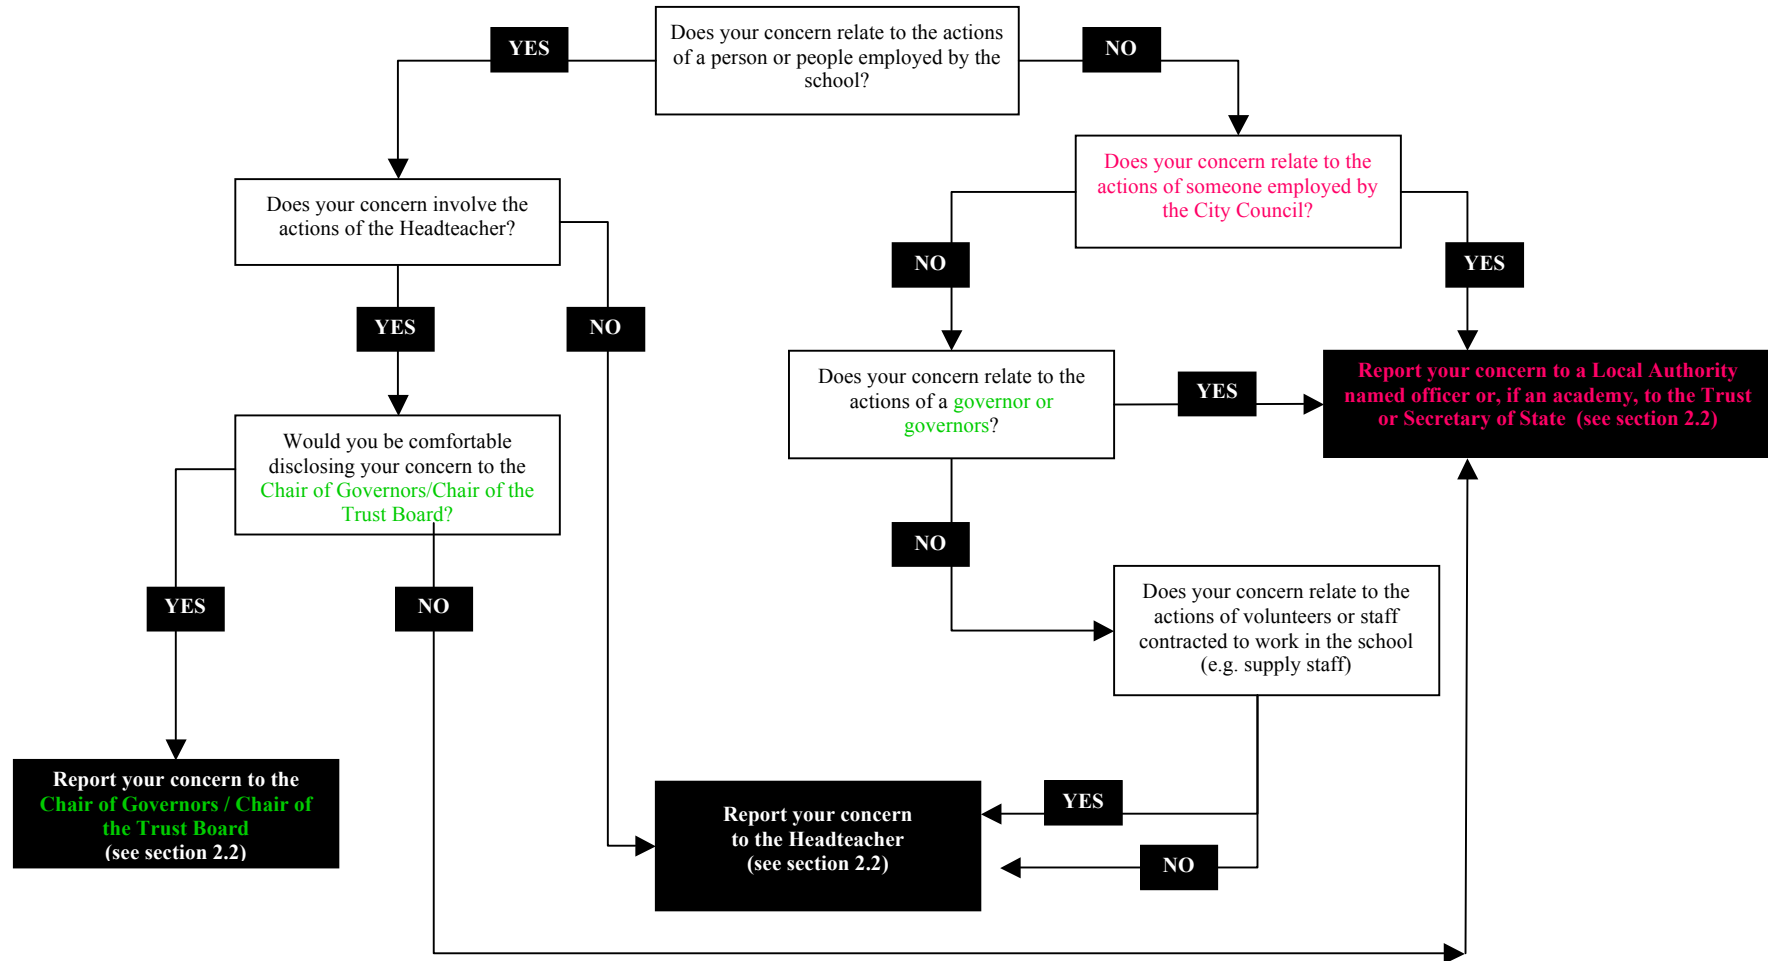 Does your concern relate to the actions
of a person or people employed by the
school?
YES
NO
Does your concern relate to the
actions of someone employed by
the City Council?
Does your concern involve the
actions of the Headteacher?
NO
YES
YES
NO
Does your concern relate to the
actions of a governor or
governors?
YES
Report your concern to a Local Authority
named officer or, if an academy, to the Trust
or Secretary of State (see section 2.2)
Would you be comfortable
disclosing your concern to the
Chair of Governors/Chair of the
Trust Board?
NO
YES
NO
Does your concern relate to the
actions of volunteers or staff
contracted to work in the school
(e.g. supply staff)
Report your concern to the
Chair of Governors / Chair of
the Trust Board
(see section 2.2)
Report your concern
to the Headteacher
(see section 2.2)
YES
NO